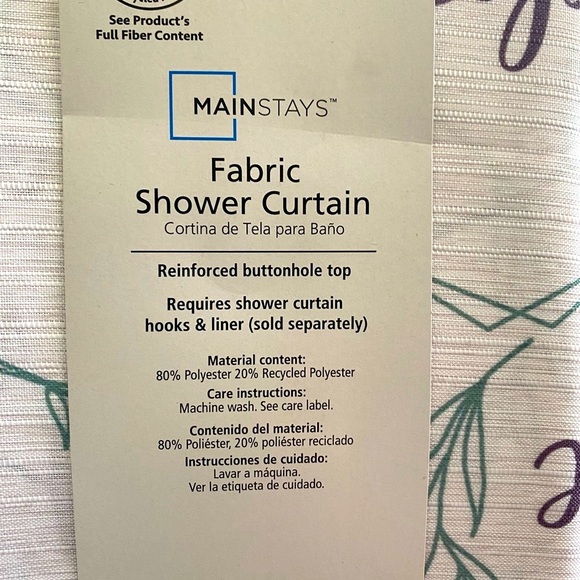 See Product's
Full Fiber Content
MAINSTAYS™
Fabric
Shower Curtain
Cortina de Tela para Baño
Reinforced buttonhole top
Requires shower curtain
hooks & liner (sold separately)
Material content:
80% Polyester 20% Recycled Polyester
Care instructions:
Machine wash. See care label.
Contenido del material:
80% Poliéster, 20% poliéster reciclado
Instrucciones de cuidado:
Lavar a máquina.
Ver la etiqueta de cuidado.